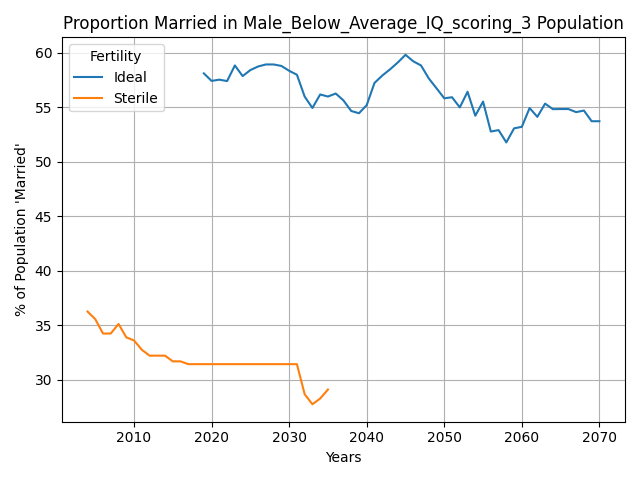 Proportion Married in Male_Below_Average_IQ_scoring_3 Population
Fertility
Ideal
Sterile
% of Population 'Married'
60
55
50
45
40
35
30
2010 2020 2030 2040 2050 2060 2070
Years